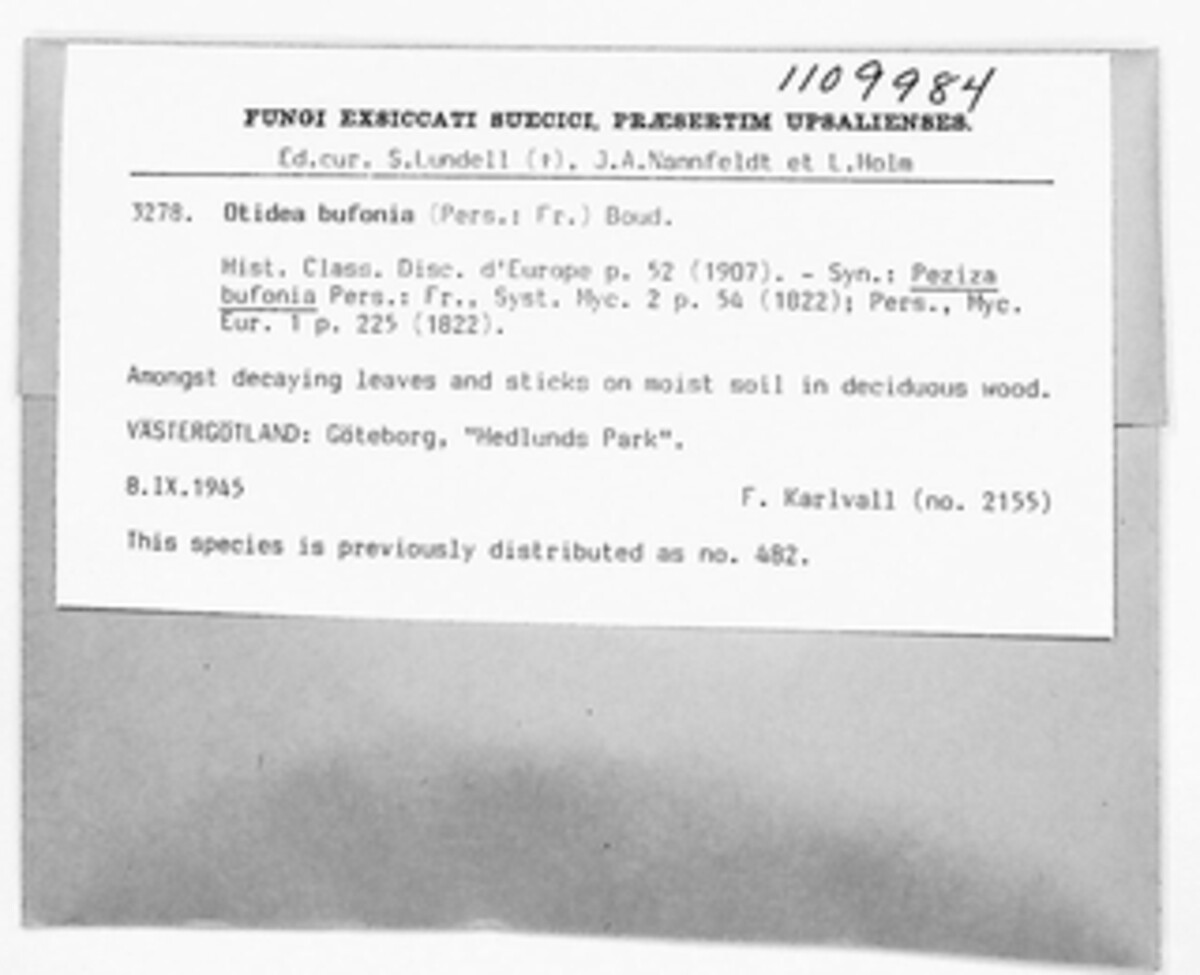 1109984
FUNGI EXSICCATI SUECICI, PRÆSERTIM UPSALIENSES.
Ed.cur. S.Lundell (†), J.A.Nannfeldt et L.Holm
3278. Otidea bufonia (Pers.: Fr.) Boud.
Hist. Class. Disc. d'Europe p. 52 (1907). - Syn.: Peziza
bufonia Pers.: Fr., Syst. Myc. 2 p. 54 (1822); Pers., Myc.
Eur. 1 p. 225 (1822).
Amongst decaying leaves and sticks on moist soil in deciduous wood.
VÄSTERGÖTLAND: Göteborg, "Hedlunds Park".
8.IX.1945
F. Karlvall (no. 2155)
This species is previously distributed as no. 482.